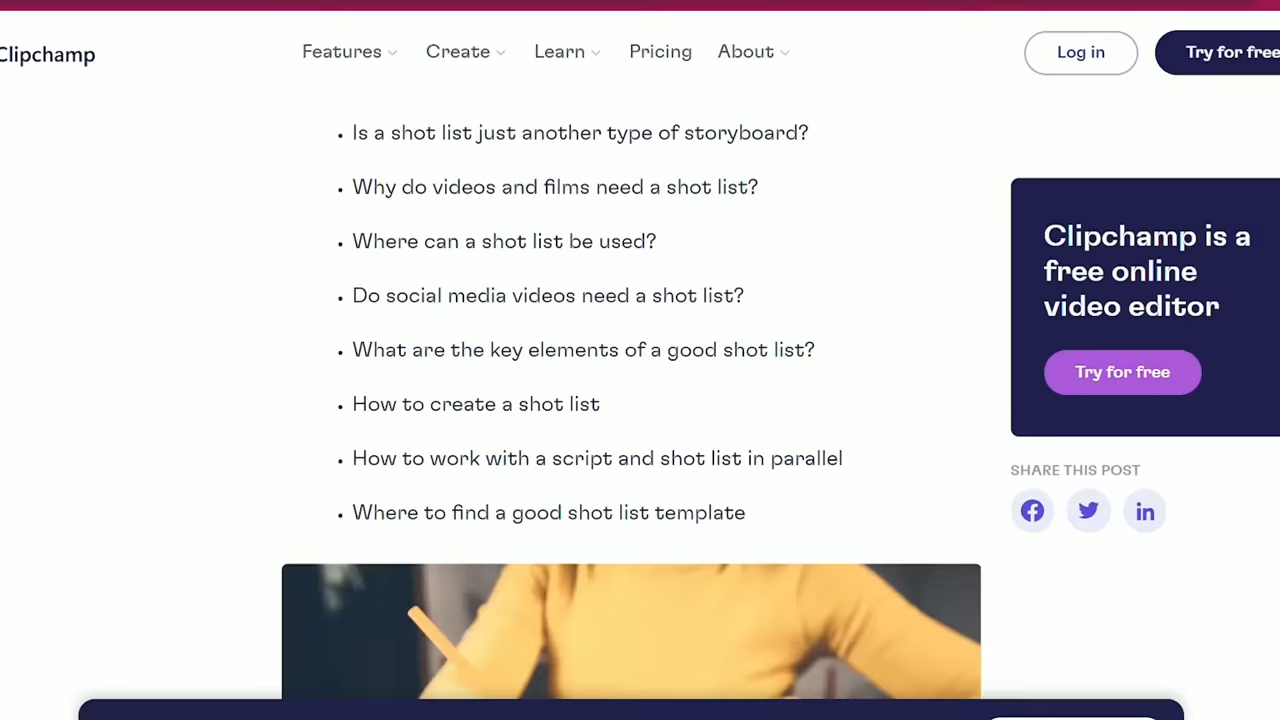 Clipchamp
Features
Create
Learn
Pricing
About
Log in
Try for free
Is a shot list just another type of storyboard?
Why do videos and films need a shot list?
Where can a shot list be used?
Do social media videos need a shot list?
What are the key elements of a good shot list?
How to create a shot list
How to work with a script and shot list in parallel
Where to find a good shot list template
Clipchamp is a
free online
video editor
Try for free
SHARE THIS POST